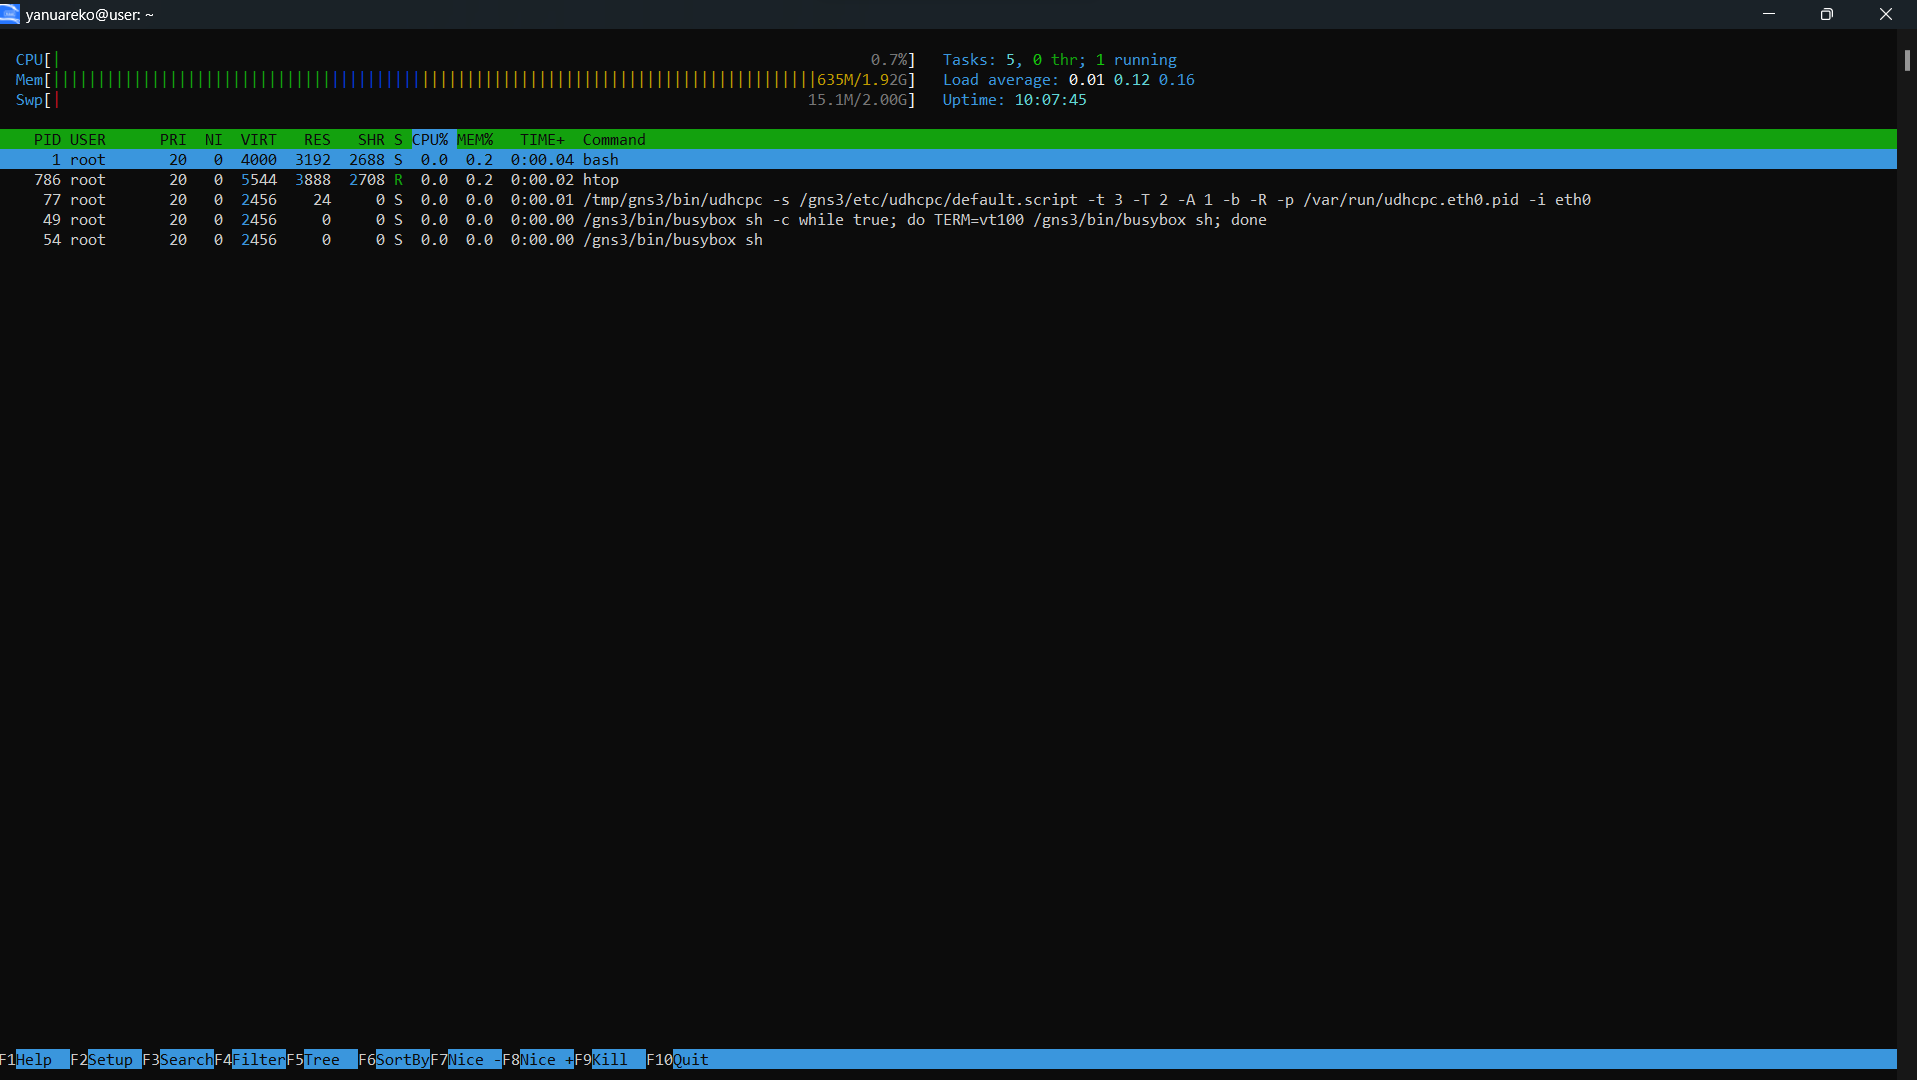 yanuareko@user: ~
CPU[| 0.7%] Tasks: 5, 0 thr; 1 running
Mem[|||||||||||||||||||||||||||||||||||||||||||||||||||||||||||||||||||||||||||||||||||||635M/1.92G] Load average: 0.01 0.12 0.16
Swp[| 15.1M/2.00G] Uptime: 10:07:45
PID USER PRI NI VIRT RES SHR S CPU% MEM% TIME+ Command
1 root 20 0 4000 3192 2688 S 0.0 0.2 0:00.04 bash
786 root 20 0 5544 3888 2708 R 0.0 0.2 0:00.02 htop
77 root 20 0 2456 24 0 S 0.0 0.0 0:00.01 /tmp/gns3/bin/udhcpc -s /gns3/etc/udhcpc/default.script -t 3 -T 2 -A 1 -b -R -p /var/run/udhcpc.eth0.pid -i eth0
49 root 20 0 2456 0 0 S 0.0 0.0 0:00.00 /gns3/bin/busybox sh -c while true; do TERM=vt100 /gns3/bin/busybox sh; done
54 root 20 0 2456 0 0 S 0.0 0.0 0:00.00 /gns3/bin/busybox sh
F1Help F2Setup F3SearchF4FilterF5Tree F6SortByF7Nice -F8Nice +F9Kill F10Quit